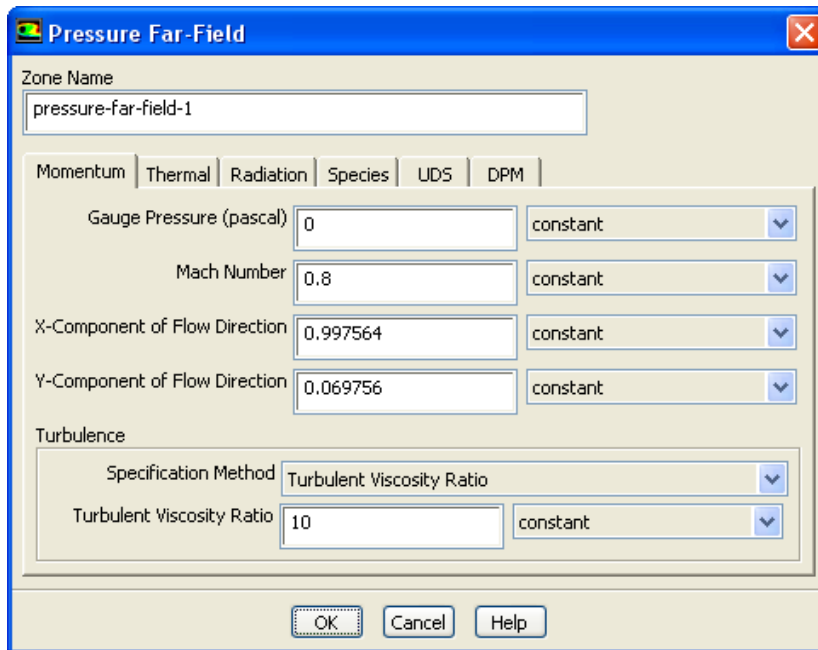 Pressure Far-Field
Zone Name
pressure-far-field-1
Momentum Thermal Radiation Species UDS DPM
Gauge Pressure (pascal) 0 constant
Mach Number 0.8 constant
X-Component of Flow Direction 0.997564 constant
Y-Component of Flow Direction 0.069756 constant
Turbulence
Specification Method Turbulent Viscosity Ratio
Turbulent Viscosity Ratio 10 constant
OK Cancel Help